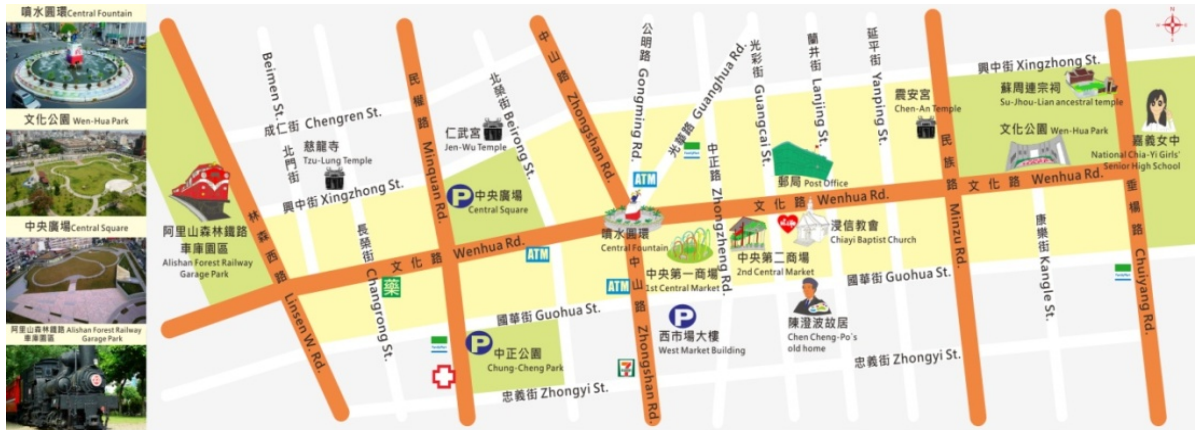 噴水圓環Central Fountain
文化公園 Wen-Hua Park
中央廣場Central Square
阿里山森林鐵路 Alishan Forest Railway
車庫園區 Garage Park
Beimen St.
北門街
成仁街 Chengren St.
慈龍寺
Tzu-Lung Temple
興中街 Xingzhong St.
阿里山森林鐵路
車庫園區
Alishan Forest Railway
Garage Park
林森西路 Linsen W. Rd.
長榮街 Changrong St.
藥
民權路 Minquan Rd.
北榮街 Beirong St.
仁武宮
Jen-Wu Temple
P
中央廣場
Central Square
文化路 Wenhua Rd.
ATM
P
中正公園
Chung-Cheng Park
忠義街 Zhongyi St.
中山路 Zhongshan Rd.
公明路 Gongming Rd.
光華路 Guanghua Rd.
ATM
噴水圓環
Central Fountain
ATM
國華街 Guohua St.
中山路 Zhongshan Rd.
7
中央第一商場
1st Central Market
P
西市場大樓
West Market Building
中正路 Zhongzheng Rd.
光彩街 Guangcai St.
蘭井街 Lanjing St.
延平街 Yanping St.
郵局 Post Office
文化路 Wenhua Rd.
中央第二商場
2nd Central Market
浸信教會
Chiayi Baptist Church
陳澄波故居
Chen Cheng-Po's
old home
國華街 Guohua St.
忠義街 Zhongyi St.
震安宮
Chen-An Temple
民族路 Minzu Rd.
興中街 Xingzhong St.
蘇周連宗祠
Su-Jhou-Lian ancestral temple
文化公園 Wen-Hua Park
文化路 Wenhua Rd.
嘉義女中
National Chia-Yi Girls'
Senior High School
康樂街 Kangle St.
垂楊路 Chuiyang Rd.